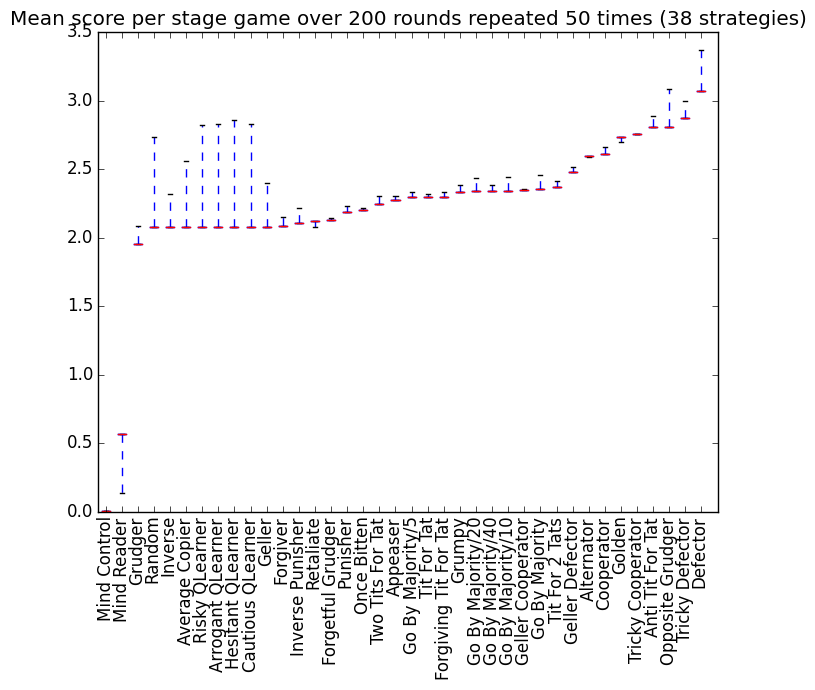 Mean score per stage game over 200 rounds repeated 50 times (38 strategies)
3.5
3.0
2.5
2.0
1.5
1.0
0.5
0.0
Mind Control
Mind Reader
Grudger
Random
Inverse
Average Copier
Risky QLearner
Arrogant QLearner
Hesitant QLearner
Cautious QLearner
Geller
Forgiver
Inverse Punisher
Retaliate
Forgetful Grudger
Punisher
Once Bitten
Two Tits For Tat
Appeaser
Go By Majority/5
Tit For Tat
Forgiving Tit For Tat
Grumpy
Go By Majority/20
Go By Majority/40
Go By Majority/10
Geller Cooperator
Go By Majority
Tit For 2 Tats
Geller Defector
Alternator
Cooperator
Golden
Tricky Cooperator
Anti Tit For Tat
Opposite Grudger
Tricky Defector
Defector